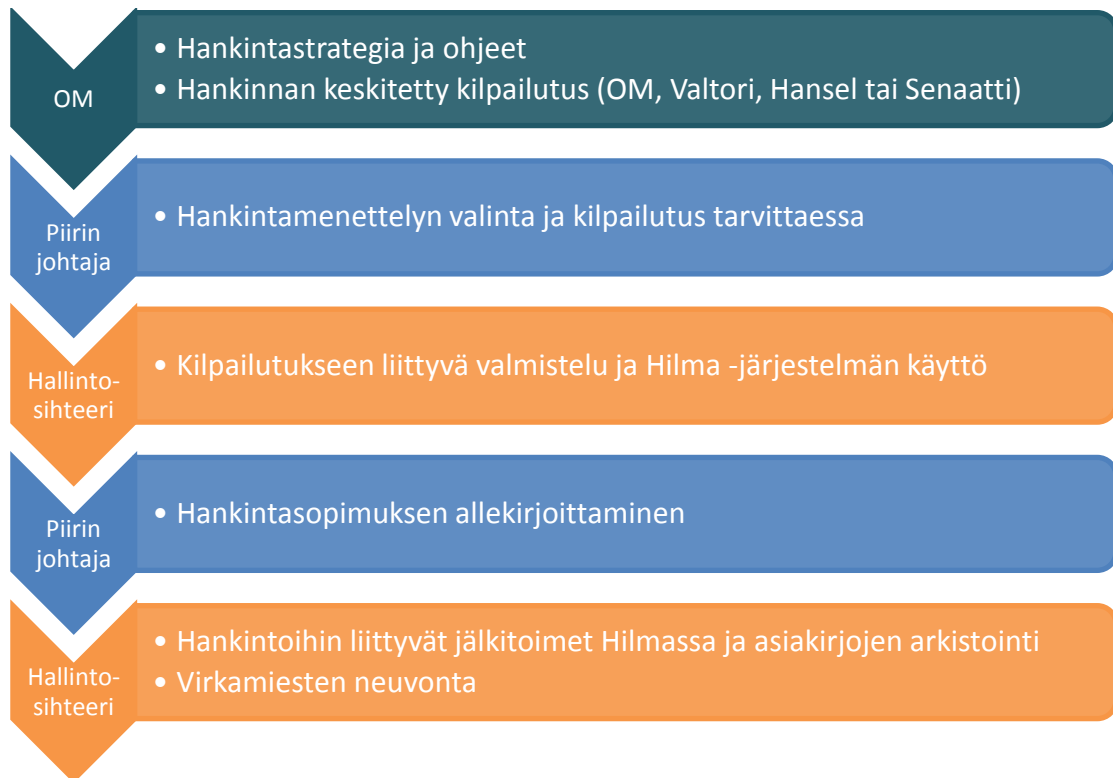 OM
• Hankintastrategia ja ohjeet
• Hankinnan keskitetty kilpailutus (OM, Valtori, Hansel tai Senaatti)
Piirin
johtaja
• Hankintamenettelyn valinta ja kilpailutus tarvittaessa
Hallinto-
sihteeri
• Kilpailutukseen liittyvä valmistelu ja Hilma -järjestelmän käyttö
Piirin
johtaja
• Hankintasopimuksen allekirjoittaminen
Hallinto-
sihteeri
• Hankintoihin liittyvät jälkitoimet Hilmassa ja asiakirjojen arkistointi
• Virkamiesten neuvonta